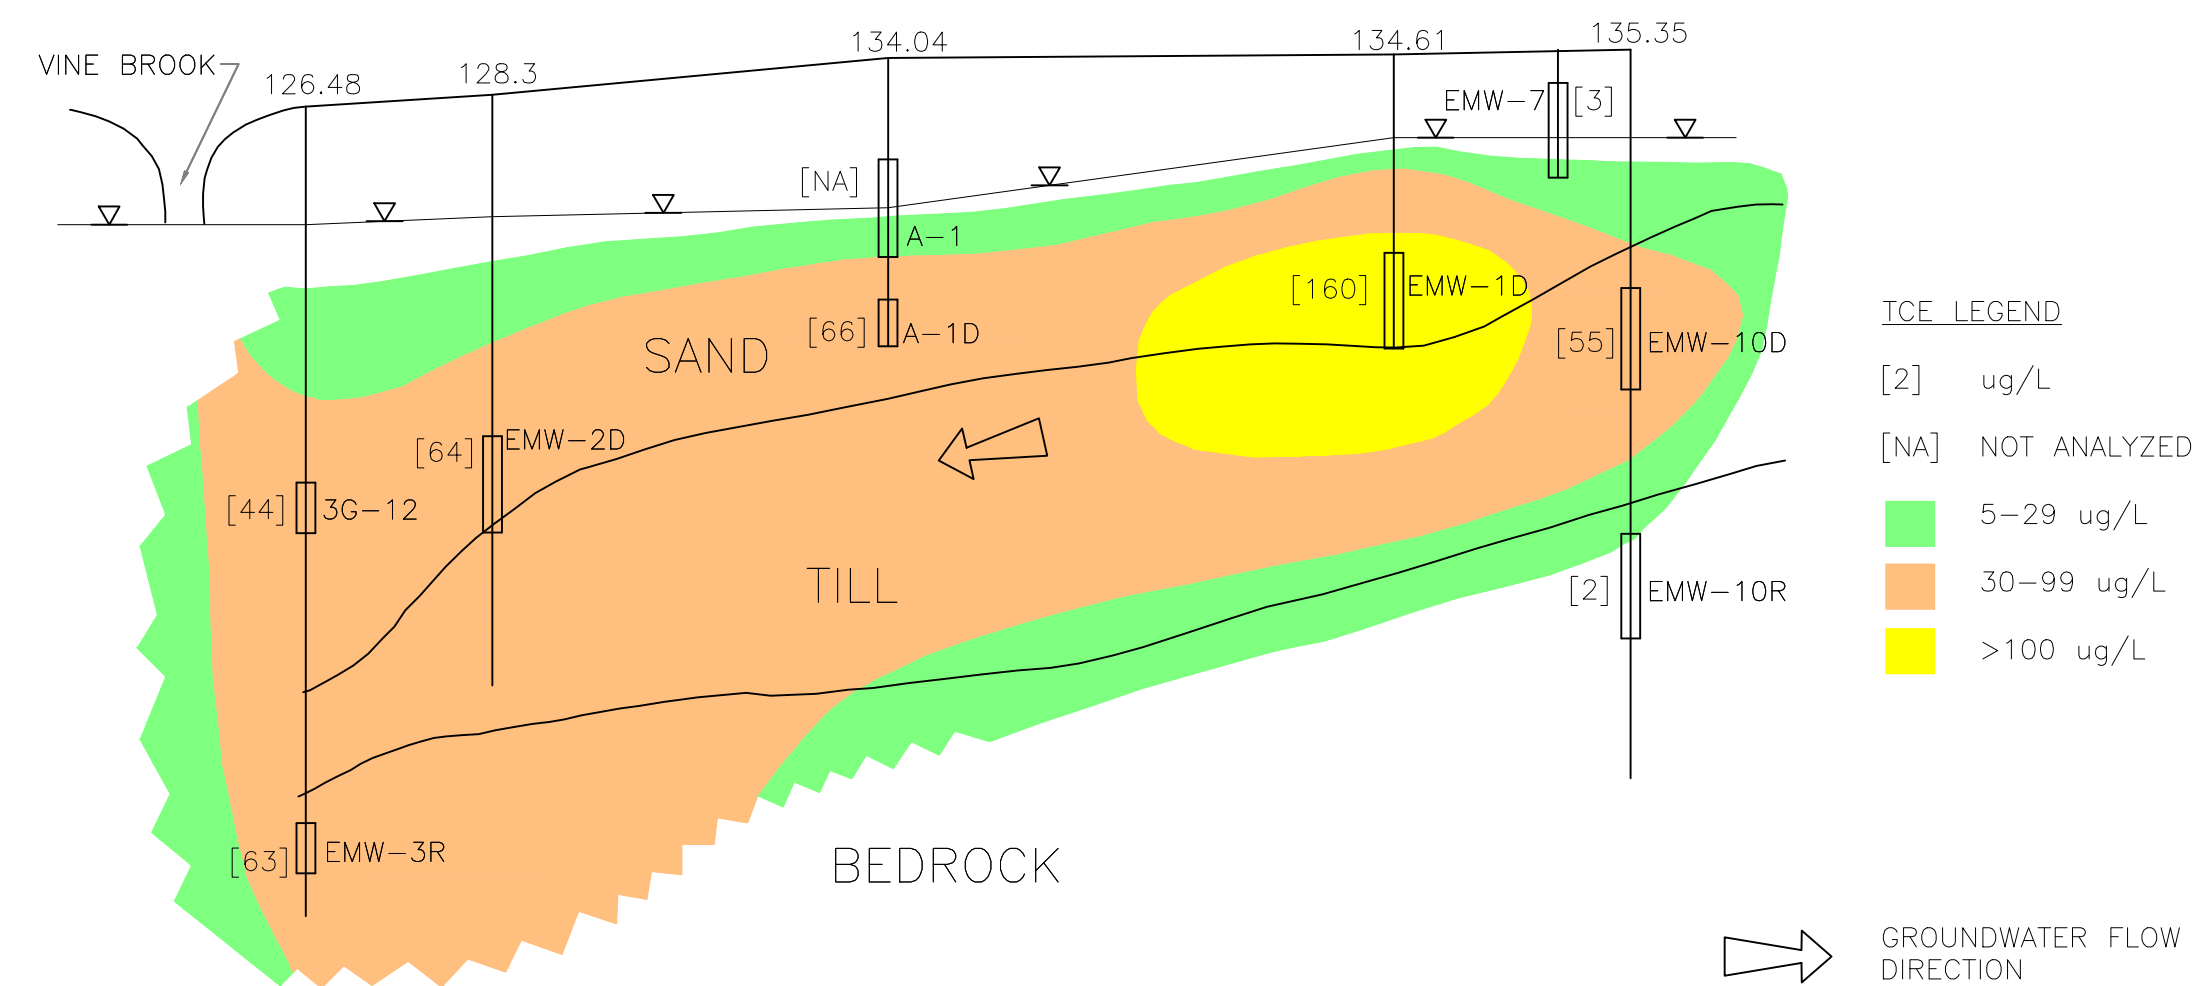 135.35
134.04
134.61
VINE BROOK
128.3
126.48
EMW-7 [3]
[NA]
A-1
[160] EMW-1D
TCE LEGEND
[66] A-1D
SAND
[55] EMW-10D
[2] ug/L
[64] EMW-2D
[NA] NOT ANALYZED
[44] 3G-12
5-29 ug/L
TILL
30-99 ug/L
[2] EMW-10R
>100 ug/L
[63] EMW-3R
BEDROCK
GROUNDWATER FLOW
DIRECTION